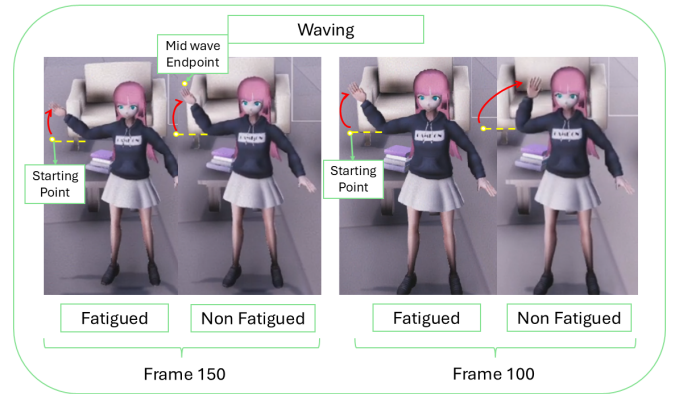 Waving
Mid wave
Endpoint
Starting
Point
Starting
Point
Fatigued
Non Fatigued
Fatigued
Non Fatigued
Frame 150
Frame 100